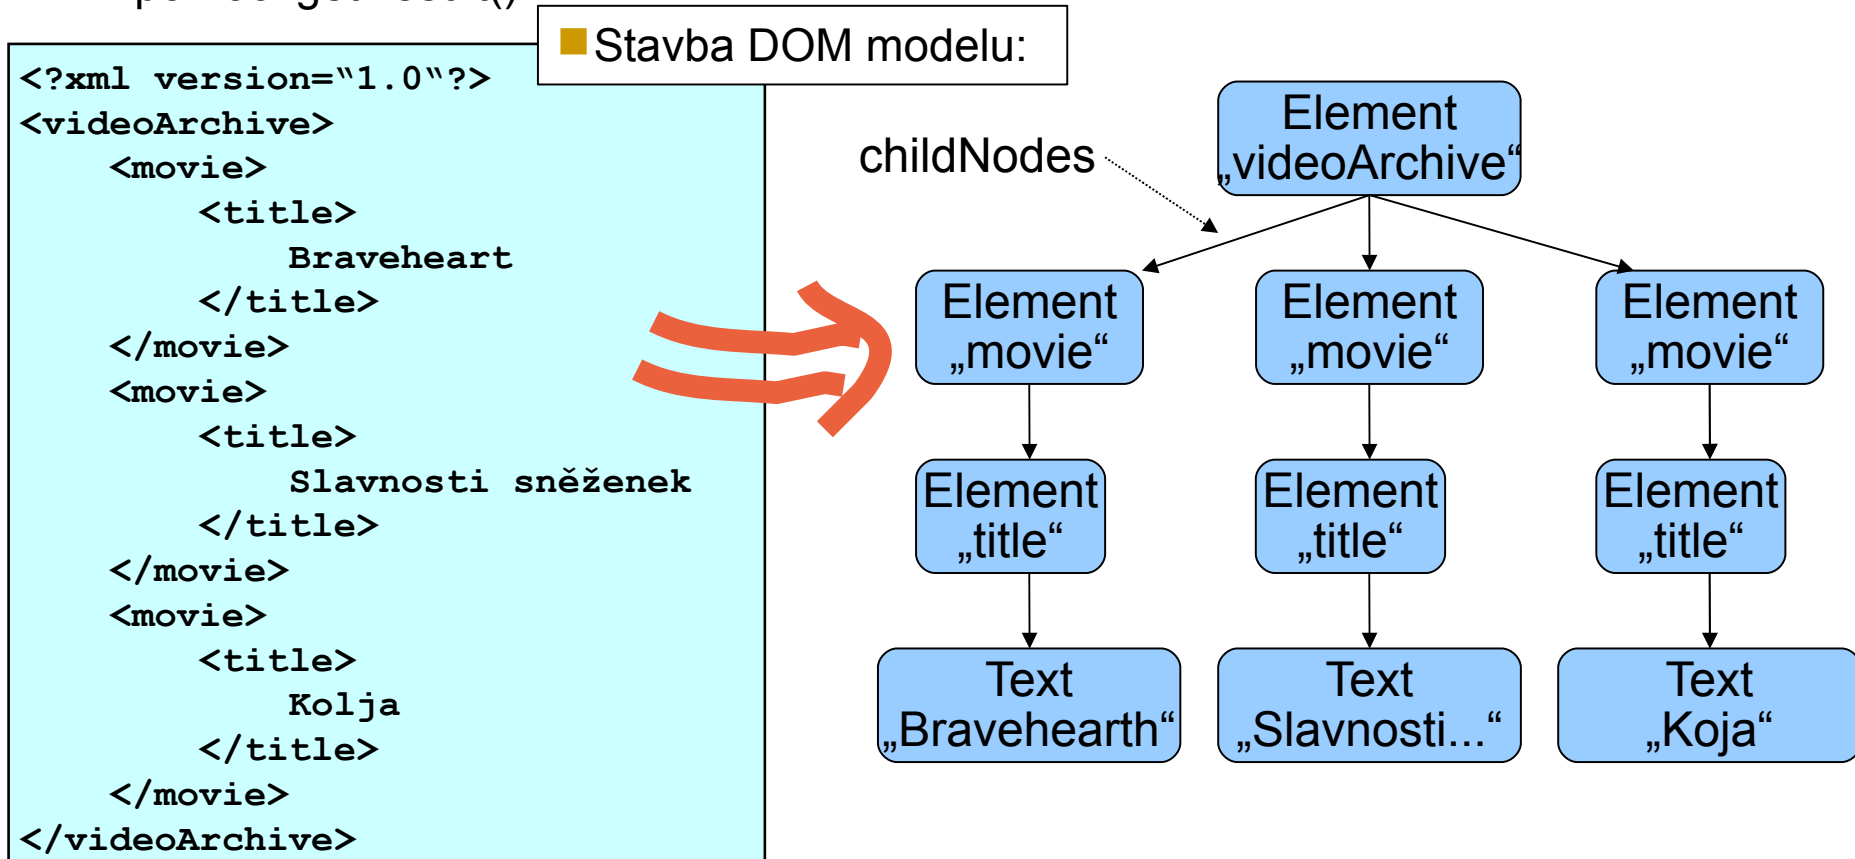 Stavba DOM modelu:
<?xml version=“1.0“?>
<videoArchive>
<movie>
<title>
Braveheart
</title>
</movie>
<movie>
<title>
Slavnosti sněženek
</title>
</movie>
<movie>
<title>
Kolja
</title>
</movie>
</videoArchive>
childNodes
Element
„videoArchive“
Element
„movie“
Element
„movie“
Element
„movie“
Element
„title“
Element
„title“
Element
„title“
Text
„Bravehearth“
Text
„Slavnosti...“
Text
„Koja“